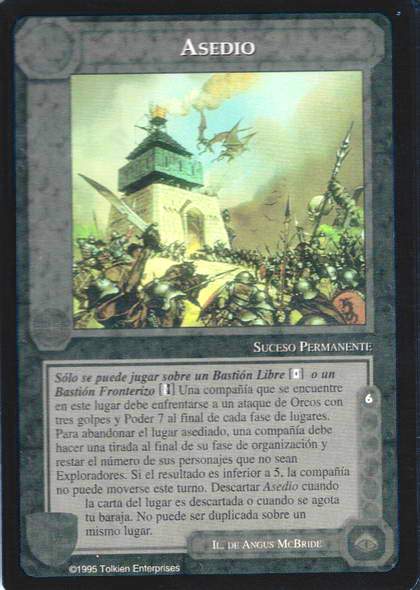 ASEDIO
SUCESO PERMANENTE
Sólo se puede jugar sobre un Bastión Libre [ ] o un
Bastión Fronterizo [ ] Una compañía que se encuentre
en este lugar debe enfrentarse a un ataque de Orcos con
tres golpes y Poder 7 al final de cada fase de lugares.
Para abandonar el lugar asediado, una compañía debe
hacer una tirada al final de su fase de organización y
restar el número de sus personajes que no sean
Exploradores. Si el resultado es inferior a 5, la compañía
no puede moverse este turno. Descartar Asedio cuando
la carta del lugar es descartada o cuando se agota
tu baraja. No puede ser duplicada sobre un
mismo lugar.
6
IL. DE ANGUS MCBRIDE
©1995 Tolkien Enterprises